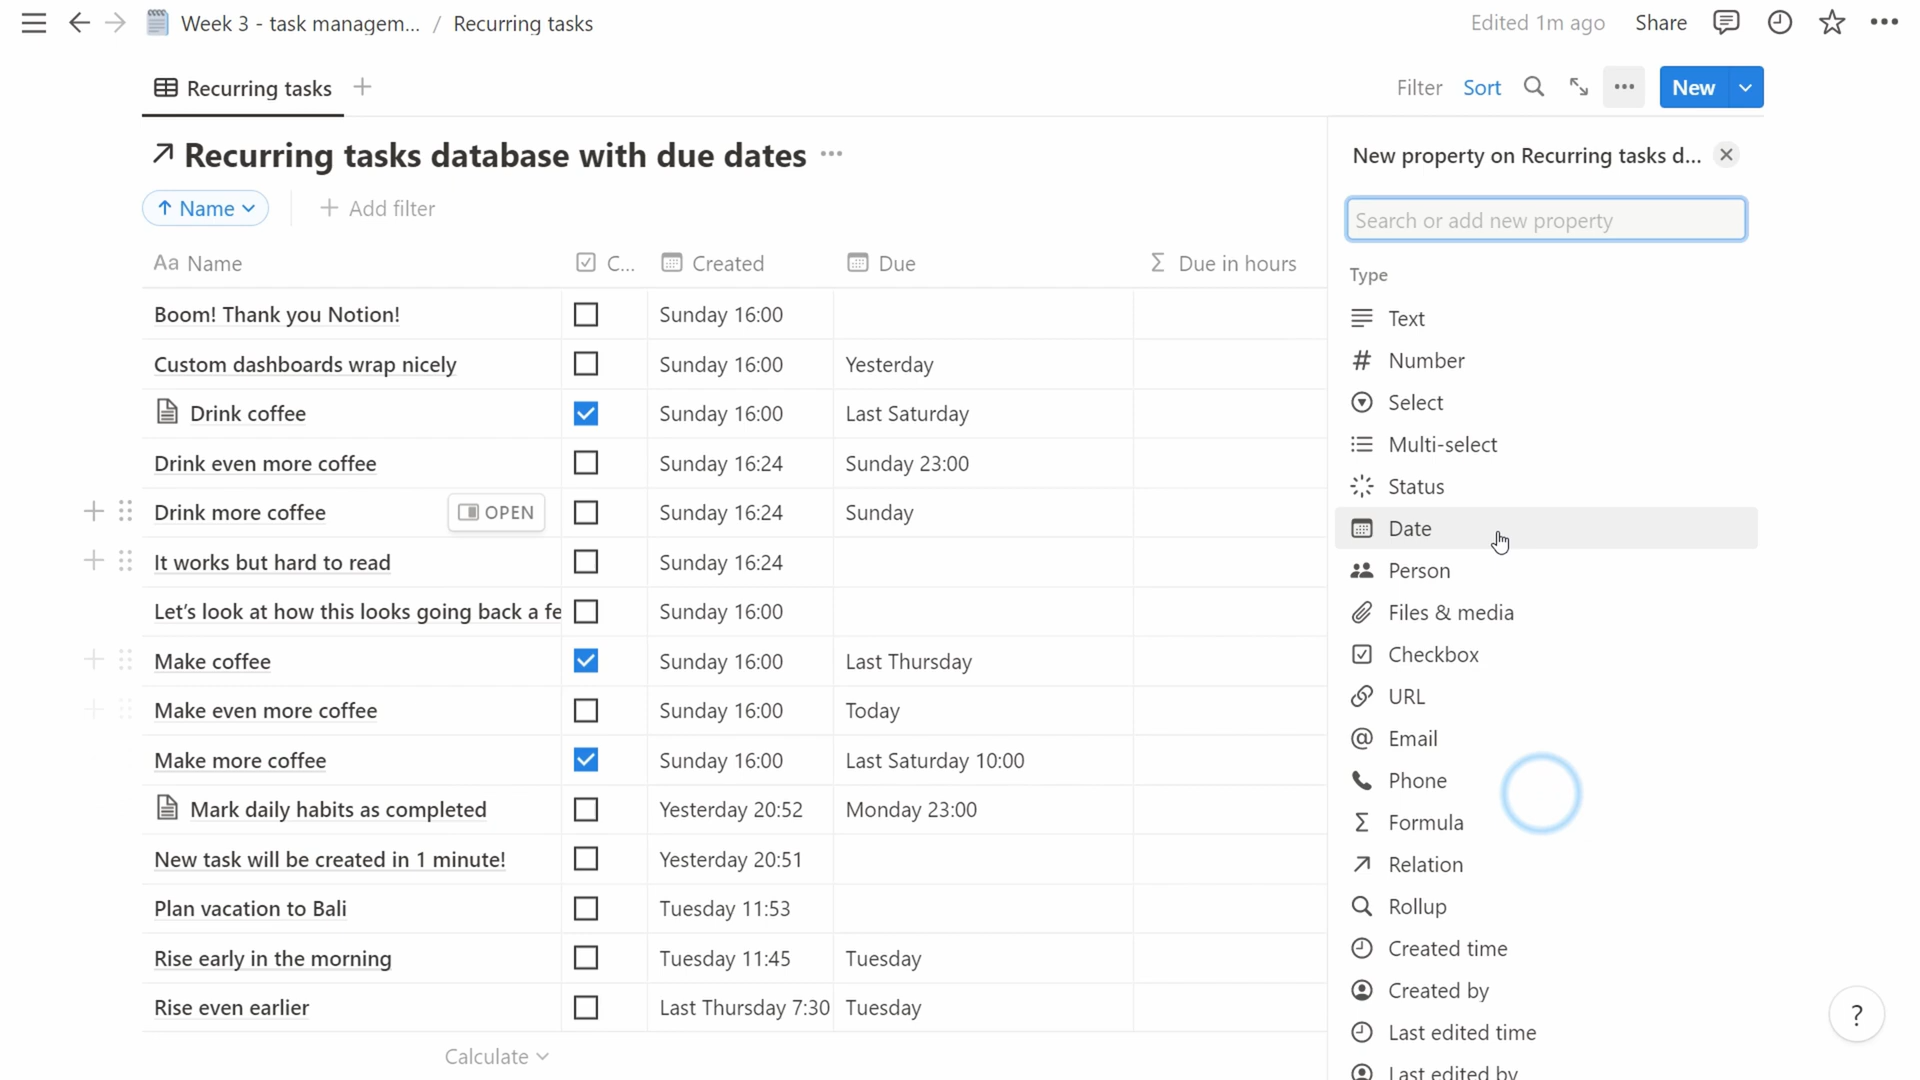 Week 3 - task managem... / Recurring tasks
Edited 1m ago Share
Recurring tasks
Filter Sort New
Recurring tasks database with due dates
Name Add filter
Aa Name C... Created Due Due in hours
Boom! Thank you Notion! Sunday 16:00
Custom dashboards wrap nicely Sunday 16:00 Yesterday
Drink coffee Sunday 16:00 Last Saturday
Drink even more coffee Sunday 16:24 Sunday 23:00
Drink more coffee OPEN Sunday 16:24 Sunday
It works but hard to read Sunday 16:24
Let's look at how this looks going back a fe Sunday 16:00
Make coffee Sunday 16:00 Last Thursday
Make even more coffee Sunday 16:00 Today
Make more coffee Sunday 16:00 Last Saturday 10:00
Mark daily habits as completed Yesterday 20:52 Monday 23:00
New task will be created in 1 minute! Yesterday 20:51
Plan vacation to Bali Tuesday 11:53
Rise early in the morning Tuesday 11:45 Tuesday
Rise even earlier Last Thursday 7:30 Tuesday
Calculate
New property on Recurring tasks d...
Search or add new property
Type
Text
Number
Select
Multi-select
Status
Date
Person
Files & media
Checkbox
URL
Email
Phone
Formula
Relation
Rollup
Created time
Created by
Last edited time
Last edited by
?